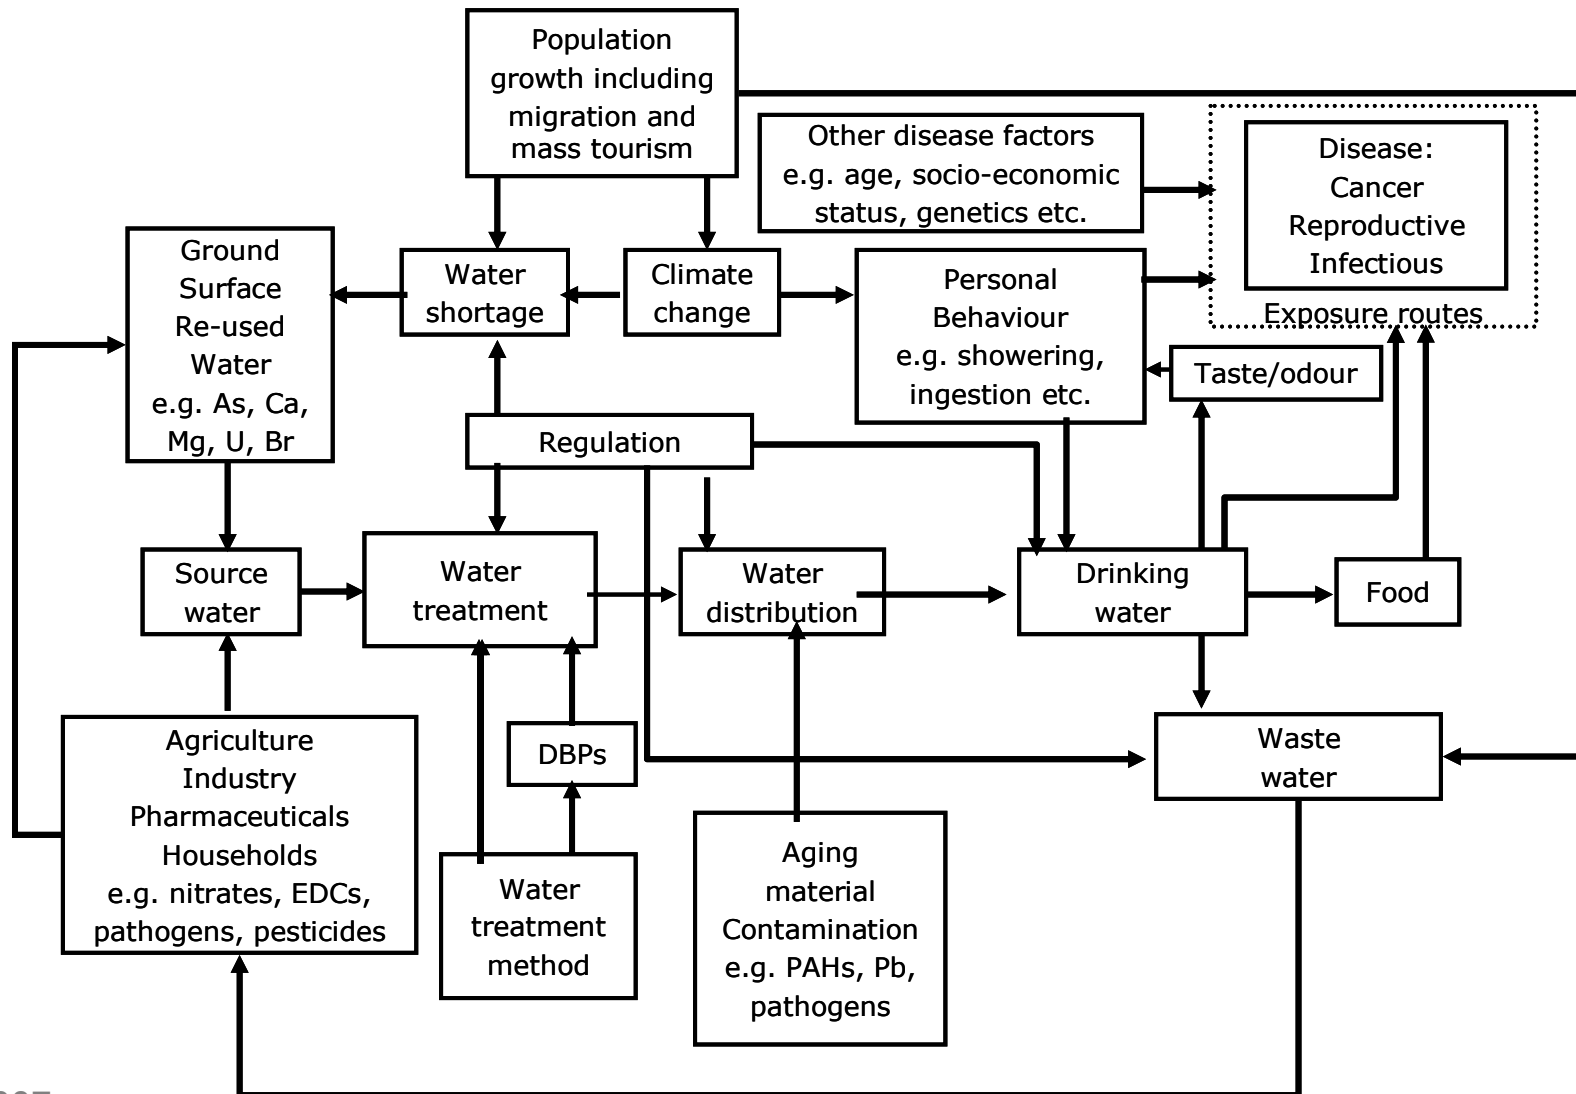 Population
growth including
migration and
mass tourism
Other disease factors
e.g. age, socio-economic
status, genetics etc.
Disease:
Cancer
Reproductive
Infectious
Exposure routes
Ground
Surface
Re-used
Water
e.g. As, Ca,
Mg, U, Br
Water
shortage
Climate
change
Personal
Behaviour
e.g. showering,
ingestion etc.
Taste/odour
Regulation
Source
water
Water
treatment
Water
distribution
Drinking
water
Food
Agriculture
Industry
Pharmaceuticals
Households
e.g. nitrates, EDCs,
pathogens, pesticides
DBPs
Water
treatment
method
Aging
material
Contamination
e.g. PAHs, Pb,
pathogens
Waste
water